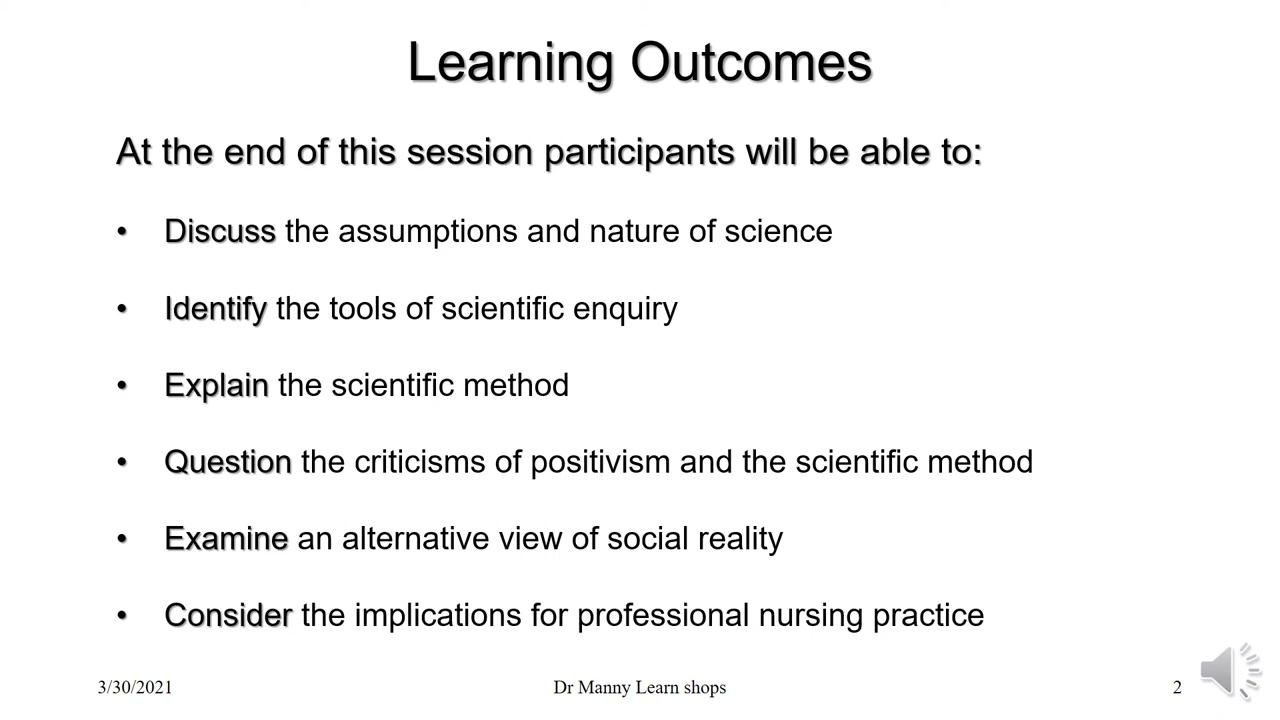 Learning Outcomes
At the end of this session participants will be able to:
• Discuss the assumptions and nature of science
• Identify the tools of scientific enquiry
• Explain the scientific method
• Question the criticisms of positivism and the scientific method
• Examine an alternative view of social reality
• Consider the implications for professional nursing practice
3/30/2021 Dr Manny Learn shops 2